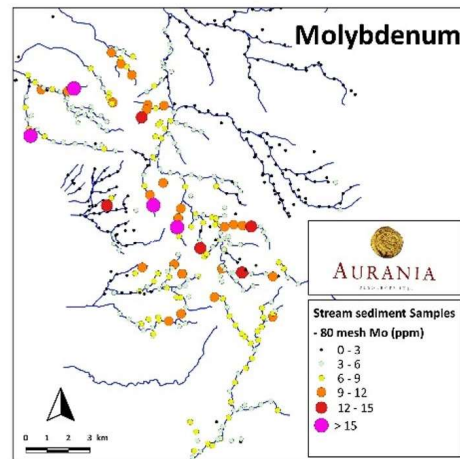 Molybdenum
AURANIA
Stream sediment Samples
- 80 mesh Mo (ppm)
0 - 3
3 - 6
6 - 9
9 - 12
12 - 15
> 15
0 1 2 3 km